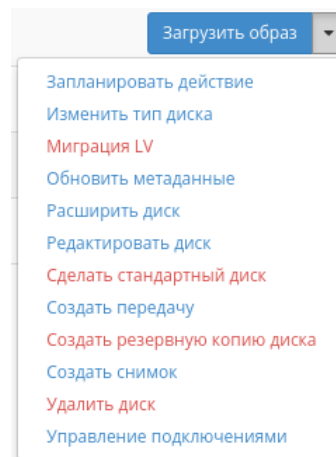 Загрузить образ
Запланировать действие
Изменить тип диска
Миграция LV
Обновить метаданные
Расширить диск
Редактировать диск
Сделать стандартный диск
Создать передачу
Создать резервную копию диска
Создать снимок
Удалить диск
Управление подключениями